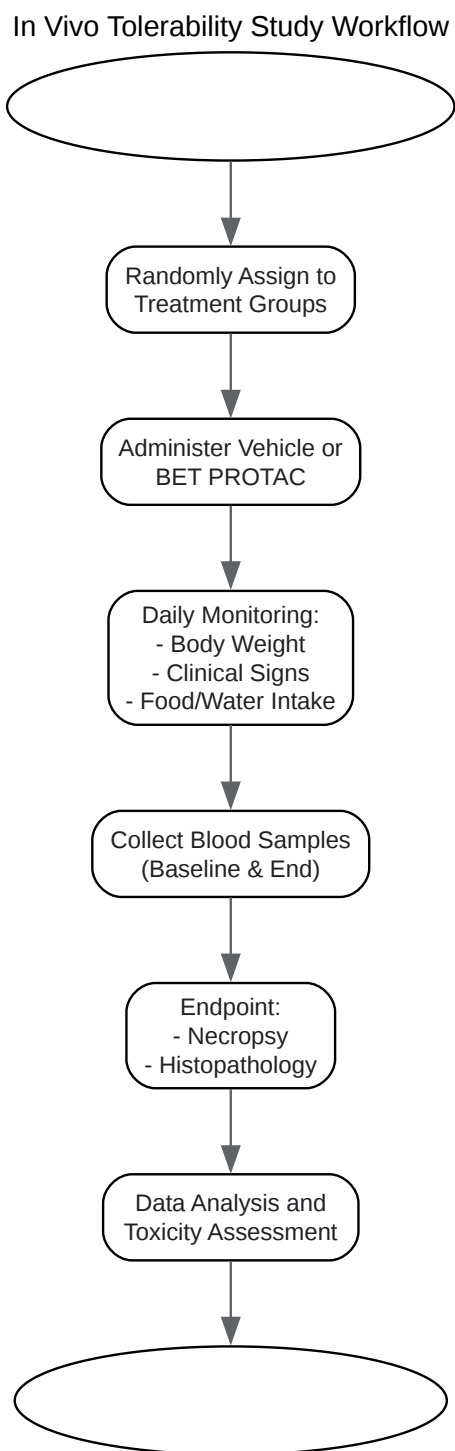 In Vivo Tolerability Study Workflow
Randomly Assign to
Treatment Groups
Administer Vehicle or
BET PROTAC
Daily Monitoring:
- Body Weight
- Clinical Signs
- Food/Water Intake
Collect Blood Samples
(Baseline & End)
Endpoint:
- Necropsy
- Histopathology
Data Analysis and
Toxicity Assessment